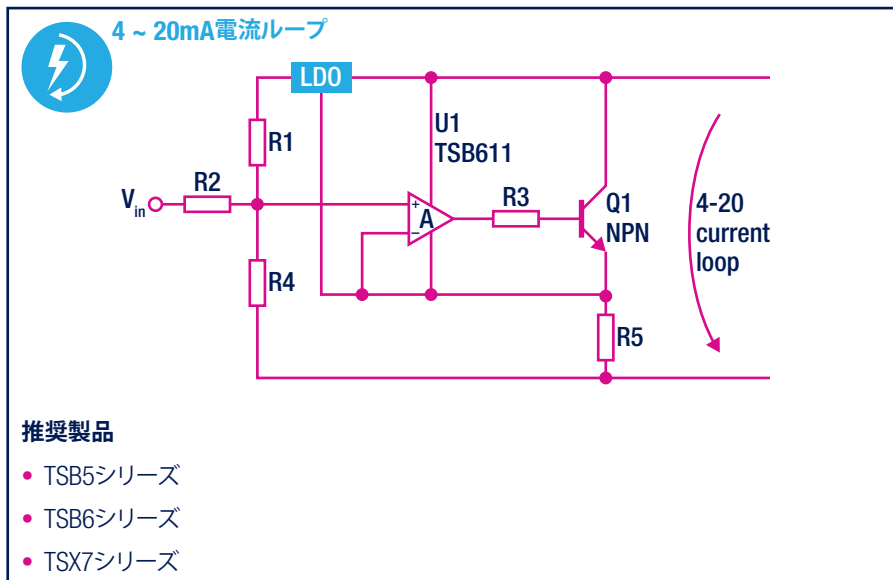 4 ~ 20mA電流ループ
LDO
U1
TSB611
R1
R2
V_in
+
A
−
R3
Q1
NPN
4-20
current
loop
R4
R5
推奨製品
• TSB5シリーズ
• TSB6シリーズ
• TSX7シリーズ